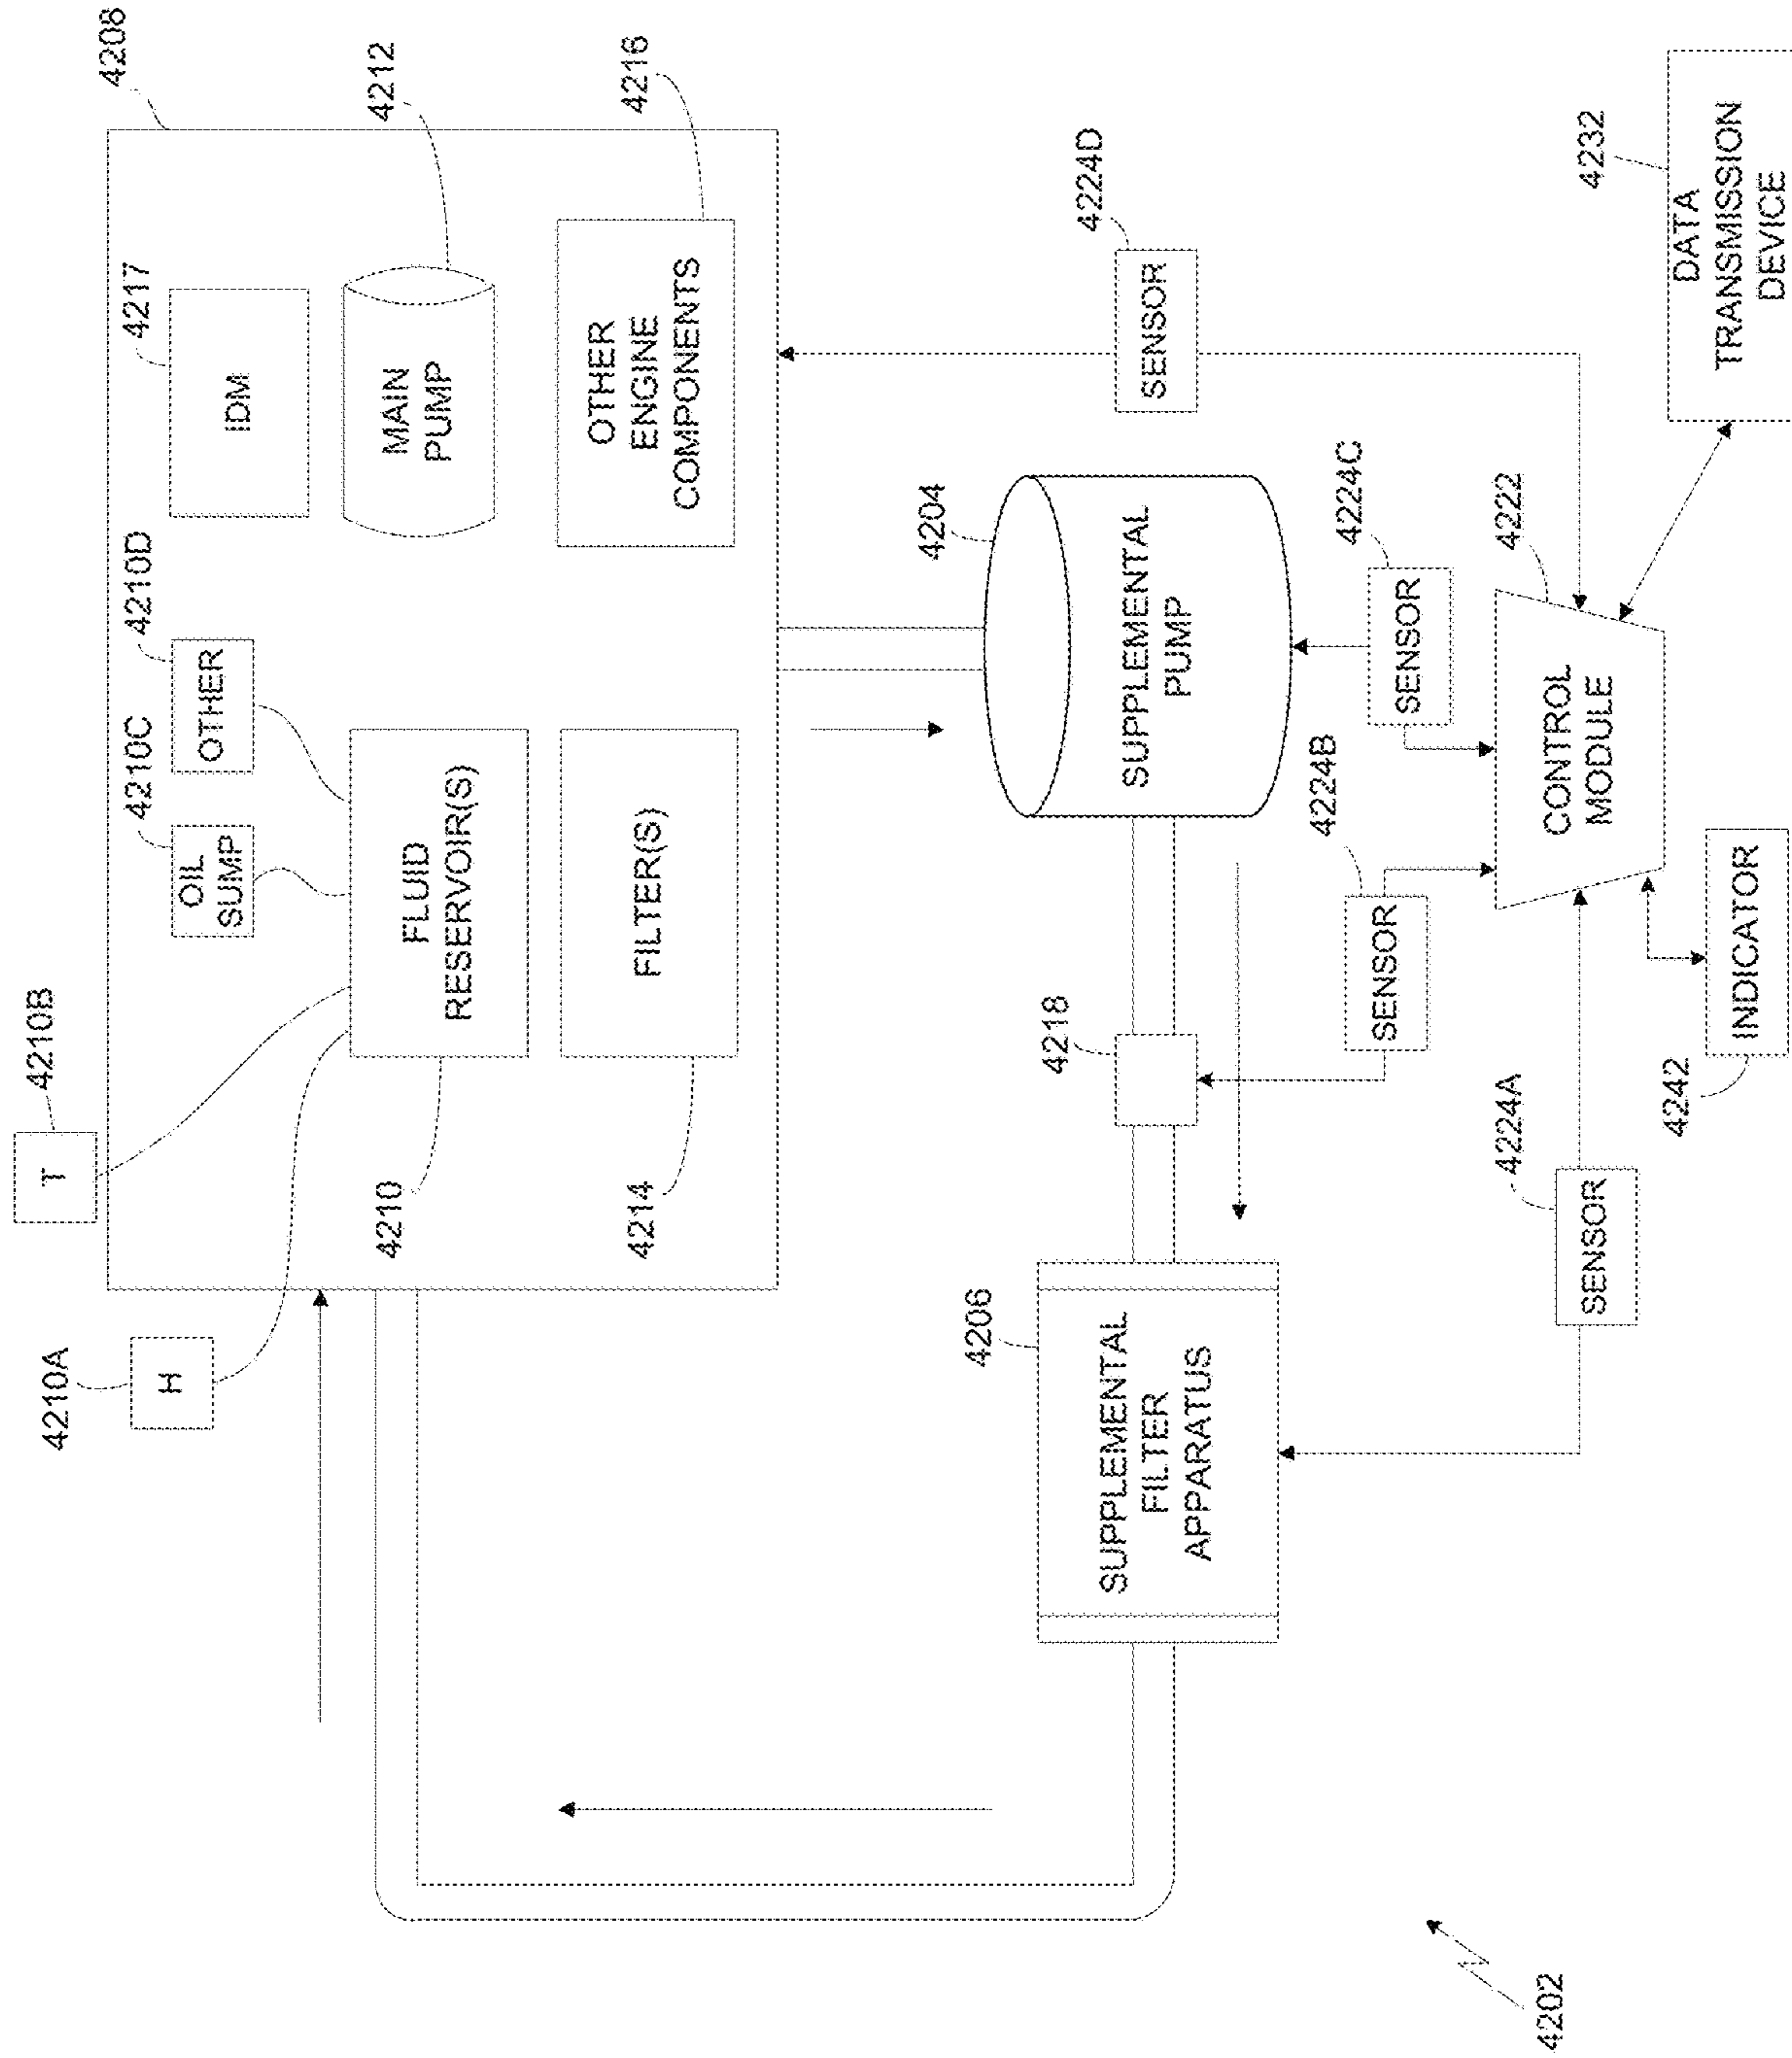 4210B
T
4210A
H
4208
4210C
OIL
SUMP
4210D
OTHER
4217
IDM
4212
MAIN
PUMP
4210
FLUID
RESERVOIR(S)
4214
FILTER(S)
4216
OTHER
ENGINE
COMPONENTS
4206
SUPPLEMENTAL
FILTER
APPARATUS
4218
4204
SUPPLEMENTAL
PUMP
4224D
SENSOR
4224B
SENSOR
4224C
SENSOR
4224A
SENSOR
4222
CONTROL
MODULE
4232
DATA
TRANSMISSION
DEVICE
4242
INDICATOR
4202